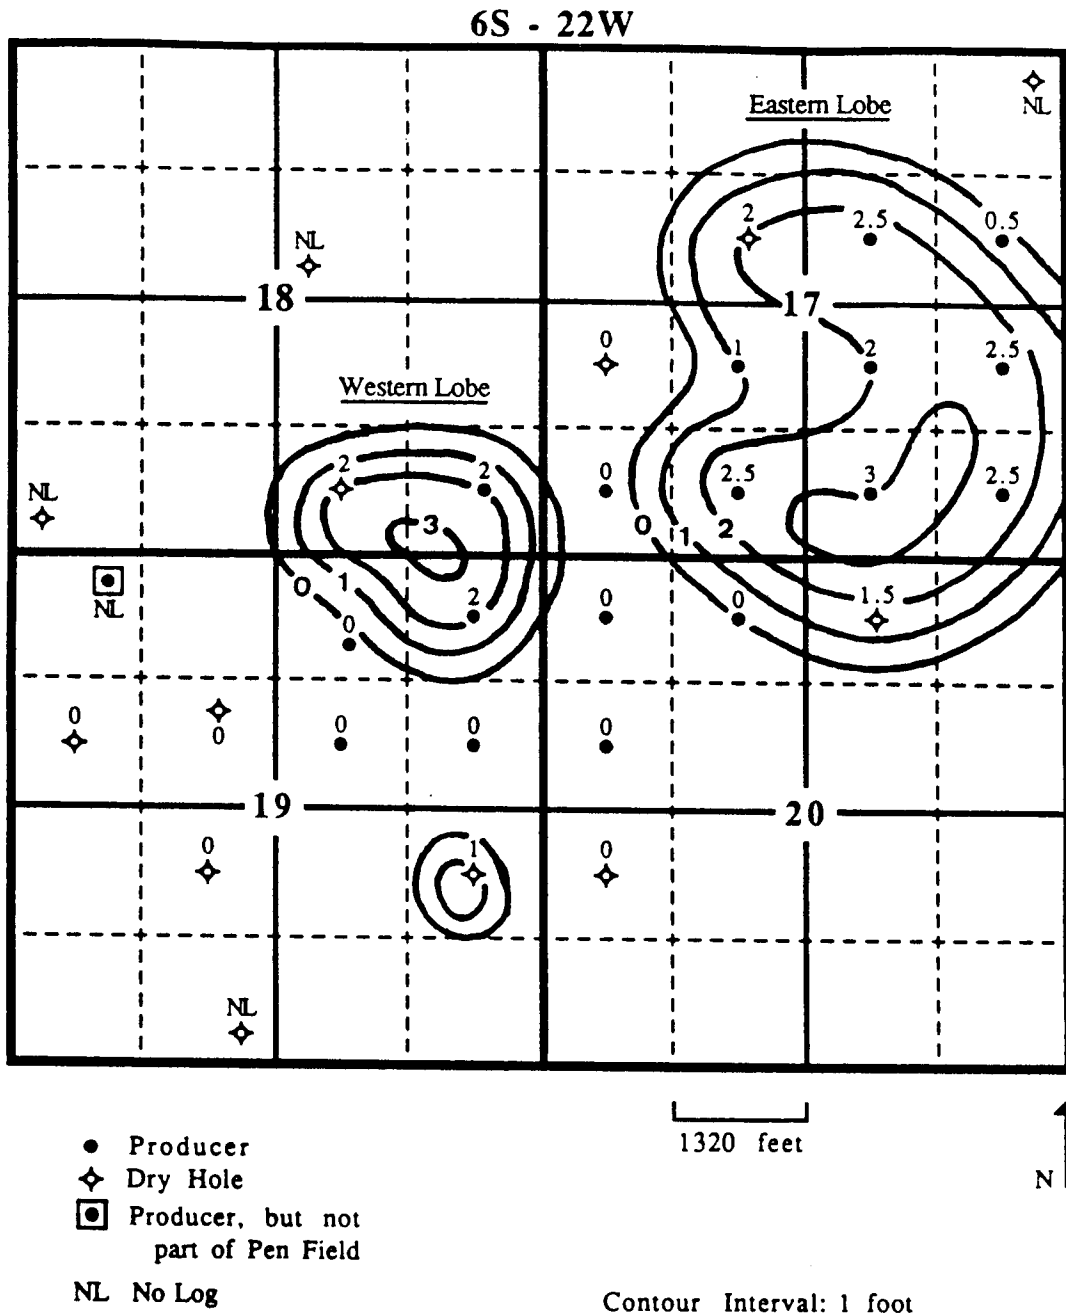 6S - 22W
Eastern Lobe
NL
2
2.5
0.5
NL
18
17
0
1
2
2.5
Western Lobe
2
2
0
2.5
3
2.5
NL
3
0
1
2
NL
0
1
2
0
0
1.5
0
0
0
0
0
0
0
19
20
0
1
0
NL
1320 feet
N
Producer
Dry Hole
Producer, but not
part of Pen Field
NL No Log
Contour Interval: 1 foot